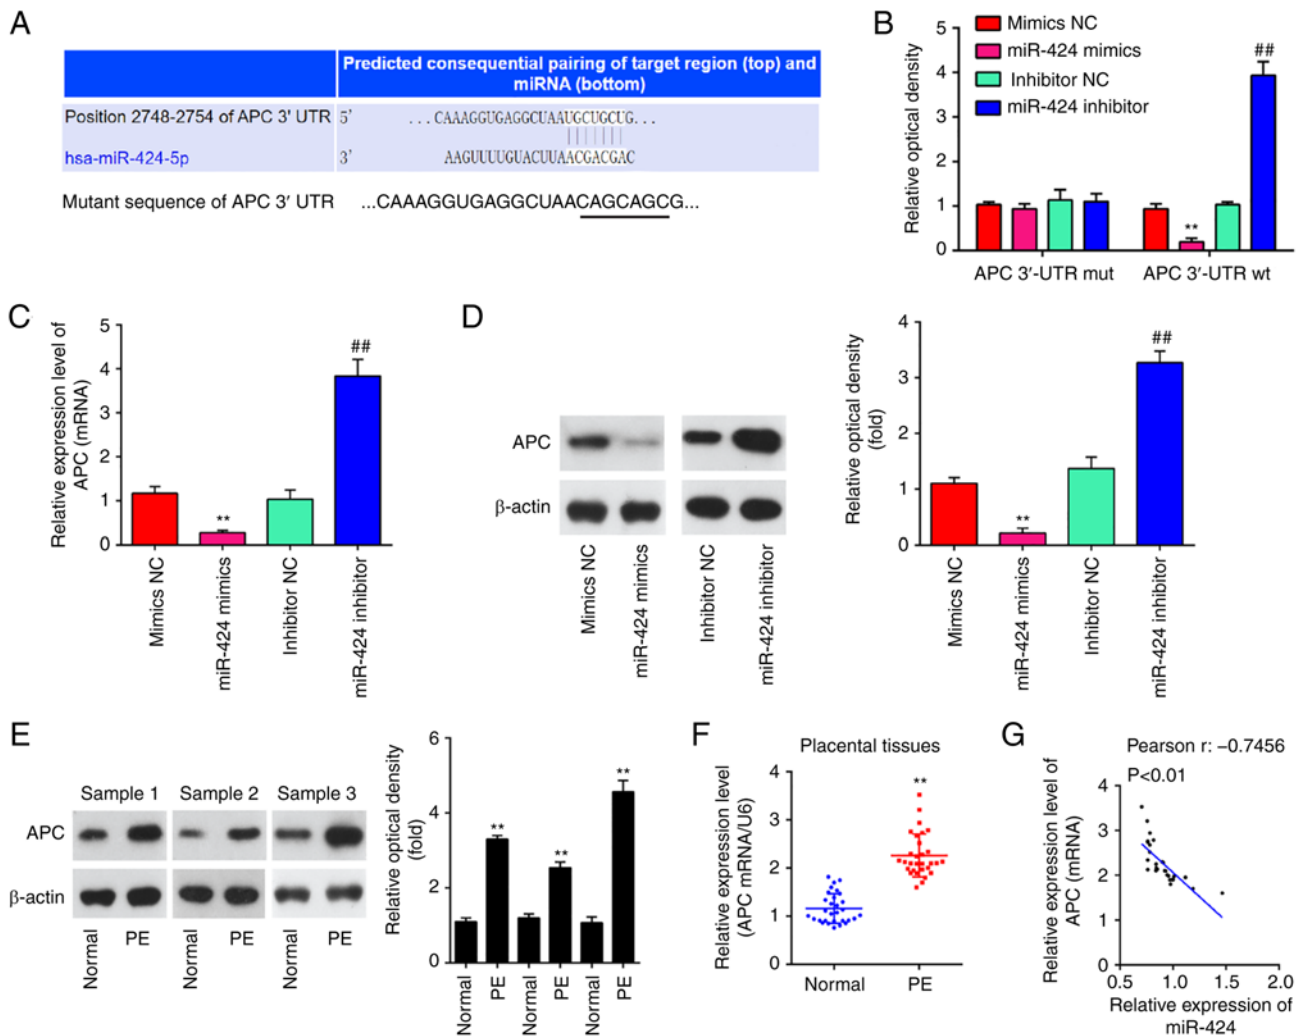 A
Predicted consequential pairing of target region (top) and
miRNA (bottom)
Position 2748-2754 of APC 3' UTR 5' ...CAAAGGUGAGGCUAAUGCUGCUG...
hsa-miR-424-5p 3' AAGUUUUGUACUUAACGACGAC
Mutant sequence of APC 3′ UTR ...CAAAGGUGAGGCUAACAGCAGCG...
B
Relative optical density
5
4
3
2
1
0
Mimics NC
miR-424 mimics
Inhibitor NC
miR-424 inhibitor
**
##
APC 3′-UTR mut
APC 3′-UTR wt
C
Relative expression level of
APC (mRNA)
5
4
3
2
1
0
**
##
Mimics NC
miR-424 mimics
Inhibitor NC
miR-424 inhibitor
D
APC
β-actin
Mimics NC
miR-424 mimics
Inhibitor NC
miR-424 inhibitor
Relative optical density
(fold)
4
3
2
1
0
**
##
Mimics NC
miR-424 mimics
Inhibitor NC
miR-424 inhibitor
E
Sample 1 Sample 2 Sample 3
APC
β-actin
Normal PE Normal PE Normal PE
Relative optical density
(fold)
6
4
2
0
**
**
**
Normal PE Normal PE Normal PE
F
Placental tissues
Relative expression level
(APC mRNA/U6)
4
3
2
1
0
**
Normal PE
G
Pearson r: −0.7456
P<0.01
Relative expression level of
APC (mRNA)
4
3
2
1
0
0.5 1.0 1.5 2.0
Relative expression of
miR-424